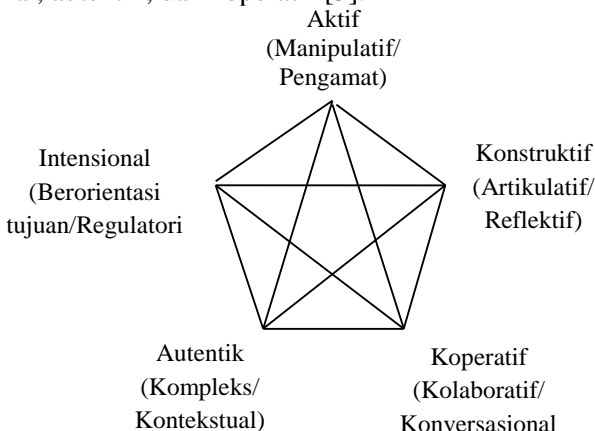 Aktif
(Manipulatif/
Pengamat)
Intensional
(Berorientasi
tujuan/Regulatori
Konstruktif
(Artikulatif/
Reflektif)
Autentik
(Kompleks/
Kontekstual)
Koperatif
(Kolaboratif/
Konversasional